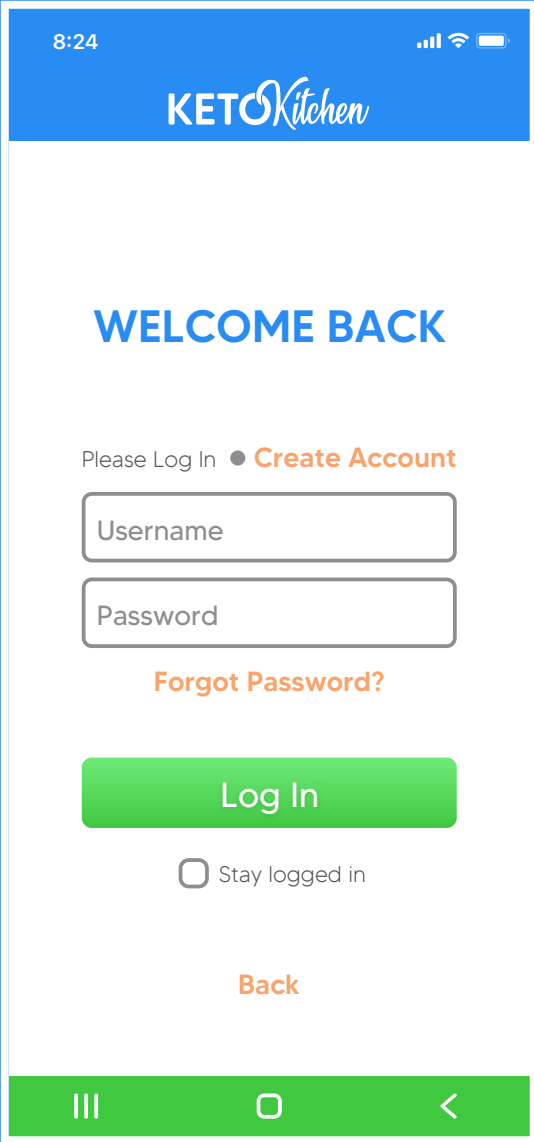 8:24
KETOKitchen
WELCOME BACK
Please Log In ● Create Account
Username
Password
Forgot Password?
Log In
Stay logged in
Back